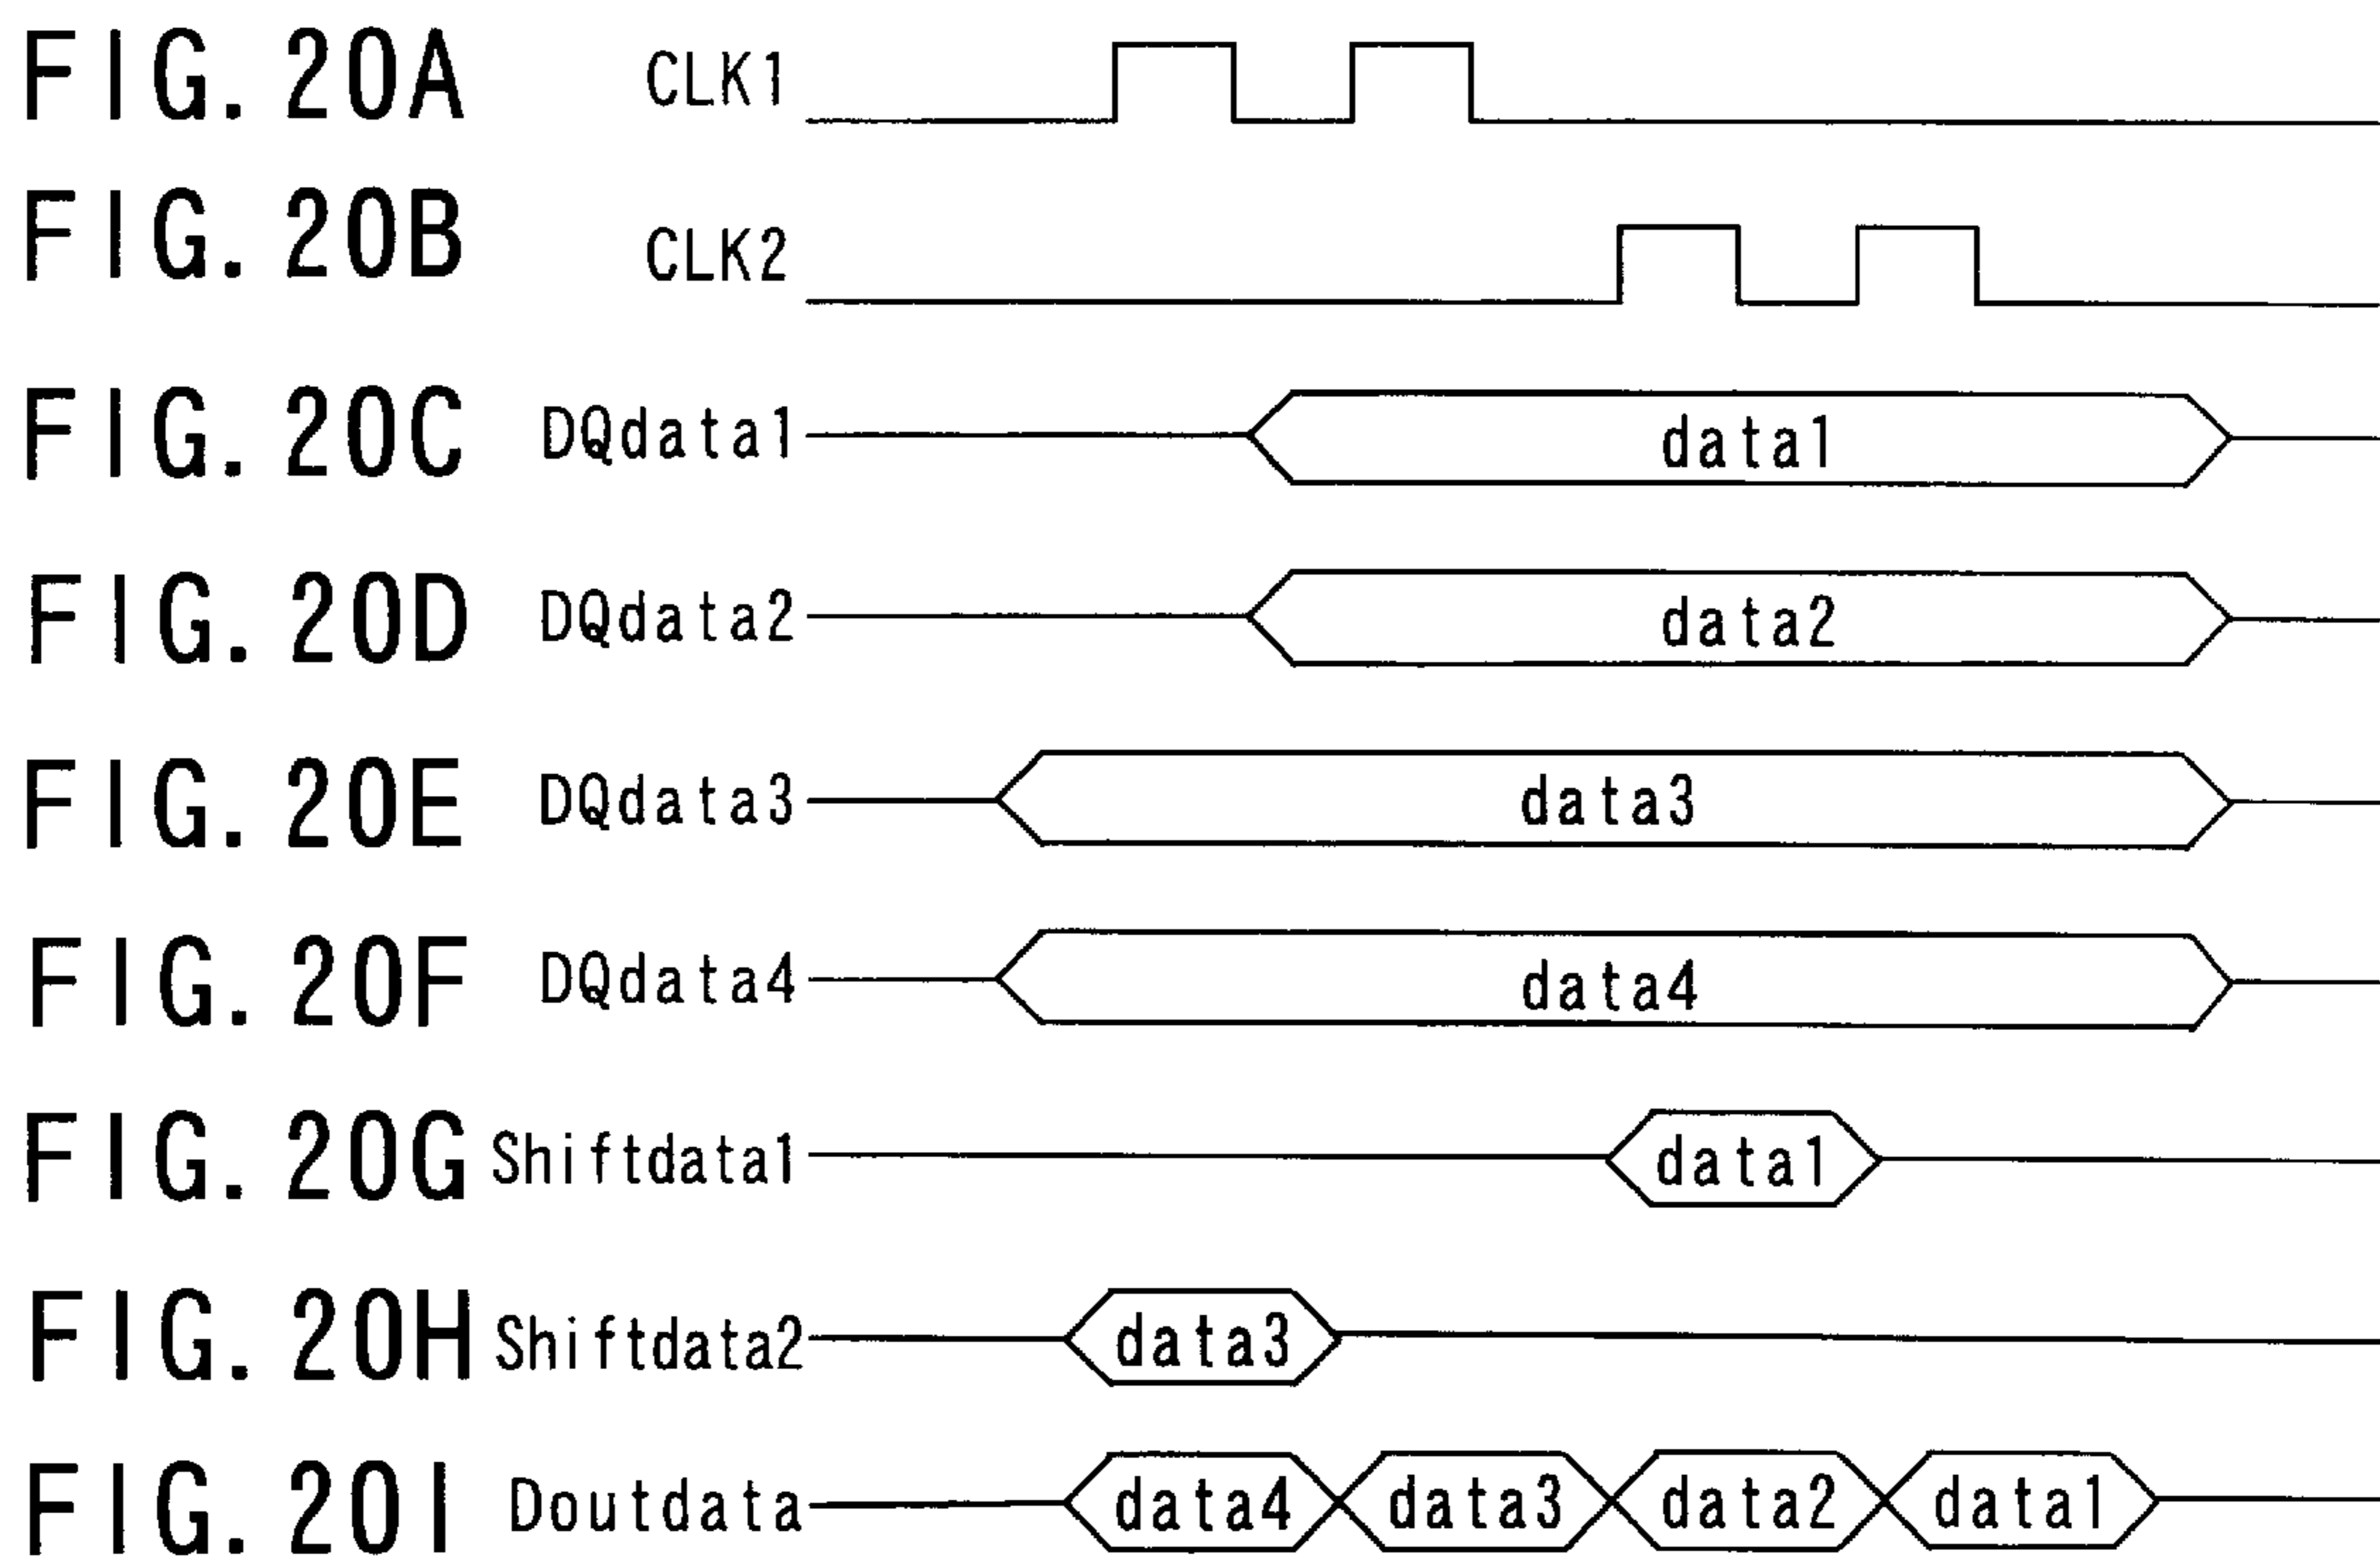 FIG. 20A CLK1
FIG. 20B CLK2
FIG. 20C DQdata1 data1
FIG. 20D DQdata2 data2
FIG. 20E DQdata3 data3
FIG. 20F DQdata4 data4
FIG. 20G Shiftdata1 data1
FIG. 20H Shiftdata2 data3
FIG. 20I Doutdata data4 data3 data2 data1